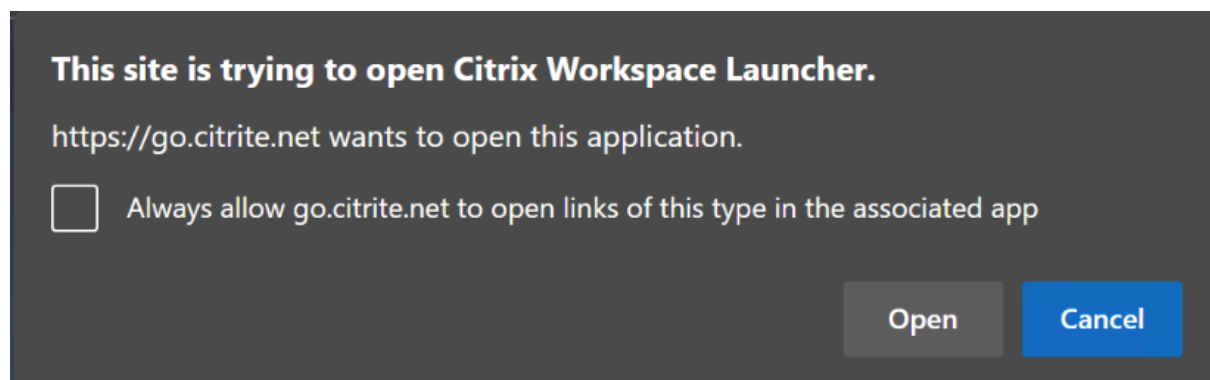 This site is trying to open Citrix Workspace Launcher.
https://go.citrite.net wants to open this application.
Always allow go.citrite.net to open links of this type in the associated app
Open
Cancel